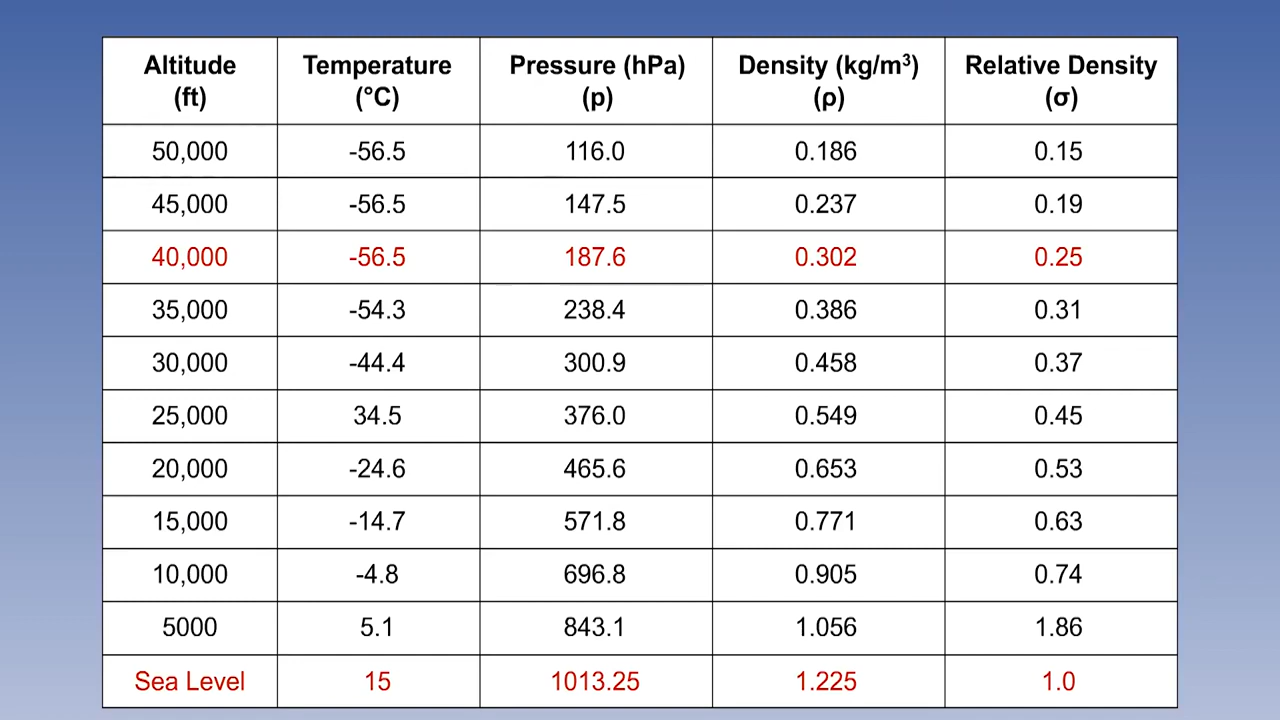 Altitude (ft) Temperature (°C) Pressure (hPa) (p) Density (kg/m³) (ρ) Relative Density (σ)
50,000 -56.5 116.0 0.186 0.15
45,000 -56.5 147.5 0.237 0.19
40,000 -56.5 187.6 0.302 0.25
35,000 -54.3 238.4 0.386 0.31
30,000 -44.4 300.9 0.458 0.37
25,000 34.5 376.0 0.549 0.45
20,000 -24.6 465.6 0.653 0.53
15,000 -14.7 571.8 0.771 0.63
10,000 -4.8 696.8 0.905 0.74
5000 5.1 843.1 1.056 1.86
Sea Level 15 1013.25 1.225 1.0